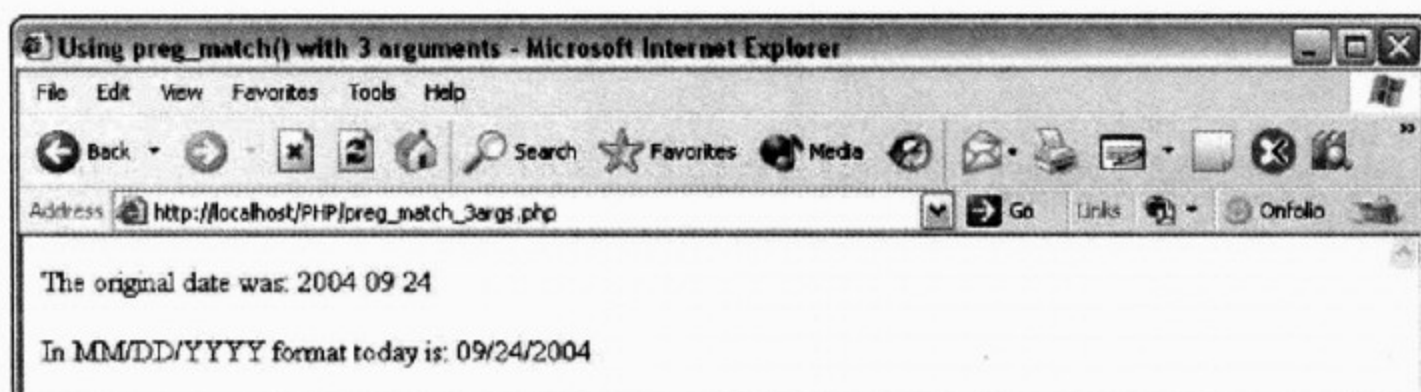 Using preg_match() with 3 arguments - Microsoft Internet Explorer
File Edit View Favorites Tools Help
Back Search Favorites Media »
Address http://localhost/PHP/preg_match_3args.php Go Links Onfolio
The original date was: 2004 09 24
In MM/DD/YYYY format today is: 09/24/2004